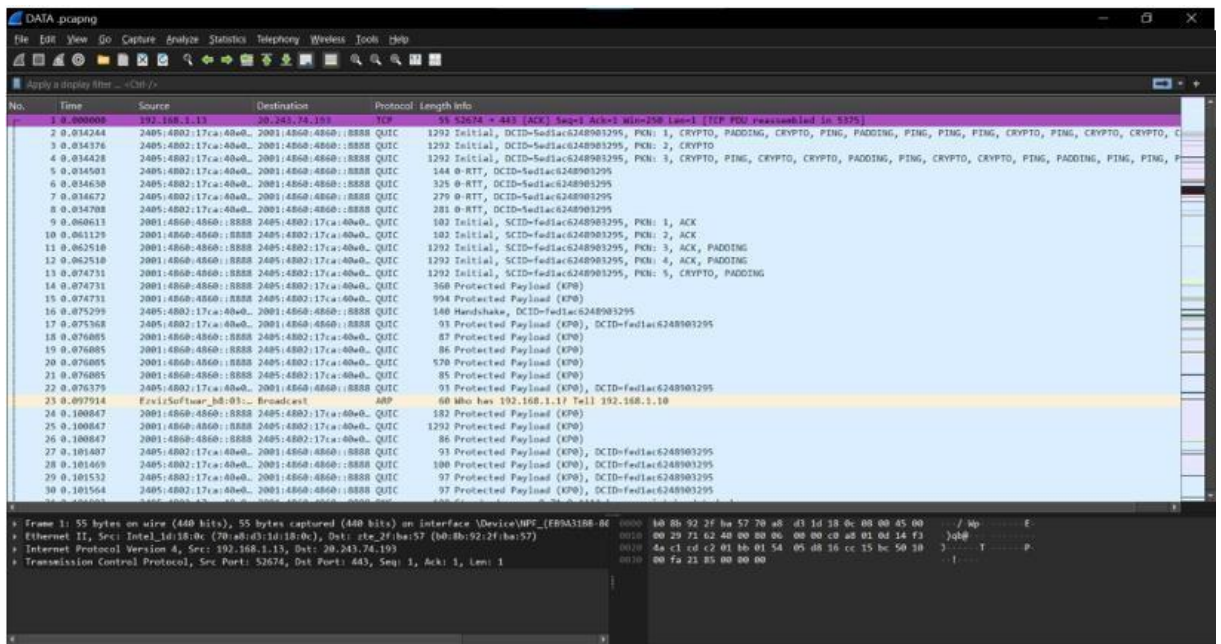 DATA .pcapng
File Edit View Go Capture Analyze Statistics Telephony Wireless Tools Help
Apply a display filter ... <Ctrl-/>
No. Time Source Destination Protocol Length Info
1 0.000000 192.168.1.13 20.243.74.193 TCP 55 52674 → 443 [ACK] Seq=1 Ack=1 Win=250 Len=1 [TCP PDU reassembled in 5375]
2 0.034244 2405:4802:17ca:40e0… 2001:4860:4860::8888 QUIC 1292 Initial, DCID=5ed1ac6248903295, PKN: 1, CRYPTO, PADDING, CRYPTO, PING, PADDING, PING, PING, PING, CRYPTO, PING, CRYPTO, CRYPTO, C
3 0.034376 2405:4802:17ca:40e0… 2001:4860:4860::8888 QUIC 1292 Initial, DCID=5ed1ac6248903295, PKN: 2, CRYPTO
4 0.034428 2405:4802:17ca:40e0… 2001:4860:4860::8888 QUIC 1292 Initial, DCID=5ed1ac6248903295, PKN: 3, CRYPTO, PING, CRYPTO, CRYPTO, PADDING, PING, CRYPTO, CRYPTO, PING, PADDING, PING, PING, P
5 0.034503 2405:4802:17ca:40e0… 2001:4860:4860::8888 QUIC 144 0-RTT, DCID=5ed1ac6248903295
6 0.034630 2405:4802:17ca:40e0… 2001:4860:4860::8888 QUIC 325 0-RTT, DCID=5ed1ac6248903295
7 0.034672 2405:4802:17ca:40e0… 2001:4860:4860::8888 QUIC 279 0-RTT, DCID=5ed1ac6248903295
8 0.034708 2405:4802:17ca:40e0… 2001:4860:4860::8888 QUIC 281 0-RTT, DCID=5ed1ac6248903295
9 0.060613 2001:4860:4860::8888 2405:4802:17ca:40e0… QUIC 102 Initial, SCID=fed1ac6248903295, PKN: 1, ACK
10 0.061129 2001:4860:4860::8888 2405:4802:17ca:40e0… QUIC 102 Initial, SCID=fed1ac6248903295, PKN: 2, ACK
11 0.062510 2001:4860:4860::8888 2405:4802:17ca:40e0… QUIC 1292 Initial, SCID=fed1ac6248903295, PKN: 3, ACK, PADDING
12 0.062510 2001:4860:4860::8888 2405:4802:17ca:40e0… QUIC 1292 Initial, SCID=fed1ac6248903295, PKN: 4, ACK, PADDING
13 0.074731 2001:4860:4860::8888 2405:4802:17ca:40e0… QUIC 1292 Initial, SCID=fed1ac6248903295, PKN: 5, CRYPTO, PADDING
14 0.074731 2001:4860:4860::8888 2405:4802:17ca:40e0… QUIC 360 Protected Payload (KP0)
15 0.074731 2001:4860:4860::8888 2405:4802:17ca:40e0… QUIC 994 Protected Payload (KP0)
16 0.075299 2405:4802:17ca:40e0… 2001:4860:4860::8888 QUIC 140 Handshake, DCID=fed1ac6248903295
17 0.075368 2405:4802:17ca:40e0… 2001:4860:4860::8888 QUIC 93 Protected Payload (KP0), DCID=fed1ac6248903295
18 0.076085 2001:4860:4860::8888 2405:4802:17ca:40e0… QUIC 87 Protected Payload (KP0)
19 0.076085 2001:4860:4860::8888 2405:4802:17ca:40e0… QUIC 86 Protected Payload (KP0)
20 0.076085 2001:4860:4860::8888 2405:4802:17ca:40e0… QUIC 570 Protected Payload (KP0)
21 0.076085 2001:4860:4860::8888 2405:4802:17ca:40e0… QUIC 85 Protected Payload (KP0)
22 0.076379 2405:4802:17ca:40e0… 2001:4860:4860::8888 QUIC 93 Protected Payload (KP0), DCID=fed1ac6248903295
23 0.097914 EzvizSoftwar_b8:03:… Broadcast ARP 60 Who has 192.168.1.1? Tell 192.168.1.10
24 0.100847 2001:4860:4860::8888 2405:4802:17ca:40e0… QUIC 182 Protected Payload (KP0)
25 0.100847 2001:4860:4860::8888 2405:4802:17ca:40e0… QUIC 1292 Protected Payload (KP0)
26 0.100847 2001:4860:4860::8888 2405:4802:17ca:40e0… QUIC 86 Protected Payload (KP0)
27 0.101407 2405:4802:17ca:40e0… 2001:4860:4860::8888 QUIC 93 Protected Payload (KP0), DCID=fed1ac6248903295
28 0.101469 2405:4802:17ca:40e0… 2001:4860:4860::8888 QUIC 100 Protected Payload (KP0), DCID=fed1ac6248903295
29 0.101532 2405:4802:17ca:40e0… 2001:4860:4860::8888 QUIC 97 Protected Payload (KP0), DCID=fed1ac6248903295
30 0.101564 2405:4802:17ca:40e0… 2001:4860:4860::8888 QUIC 97 Protected Payload (KP0), DCID=fed1ac6248903295
Frame 1: 55 bytes on wire (440 bits), 55 bytes captured (440 bits) on interface \Device\NPF_{EB9A31BB-86
Ethernet II, Src: Intel_1d:18:0c (70:a8:d3:1d:18:0c), Dst: zte_2f:ba:57 (b0:8b:92:2f:ba:57)
Internet Protocol Version 4, Src: 192.168.1.13, Dst: 20.243.74.193
Transmission Control Protocol, Src Port: 52674, Dst Port: 443, Seq: 1, Ack: 1, Len: 1
0000 b0 8b 92 2f ba 57 70 a8 d3 1d 18 0c 08 00 45 00 ···/·Wp· ······E·
0010 00 29 71 62 40 00 80 06 00 00 c0 a8 01 0d 14 f3 ·)qb@··· ········
0020 4a c1 cd c2 01 bb 01 54 05 d8 16 cc 15 bc 50 10 J······T ······P·
0030 00 fa 21 85 00 00 00 ··!····